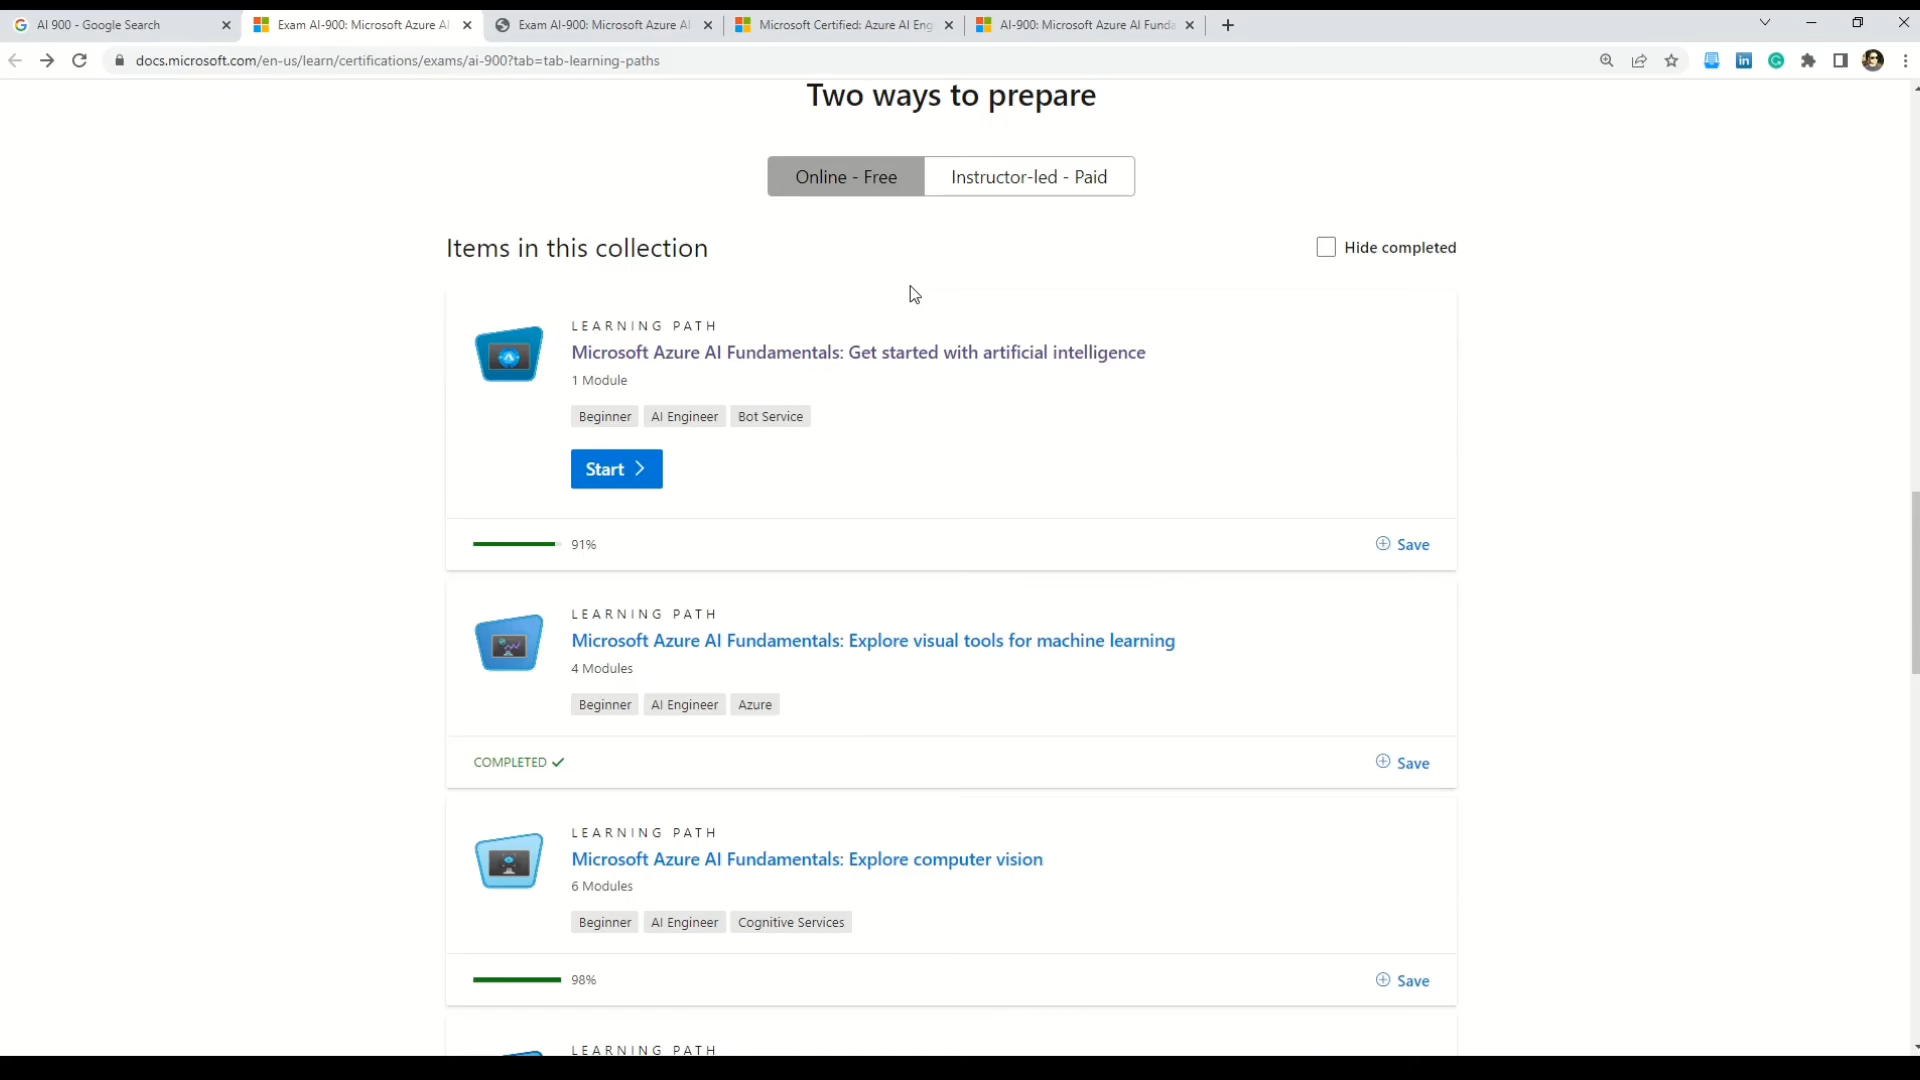 AI 900 - Google Search
Exam AI-900: Microsoft Azure AI
Exam AI-900: Microsoft Azure AI
Microsoft Certified: Azure AI Eng
AI-900: Microsoft Azure AI Funda
docs.microsoft.com/en-us/learn/certifications/exams/ai-900?tab=tab-learning-paths
Two ways to prepare
Online - Free
Instructor-led - Paid
Items in this collection
Hide completed
LEARNING PATH
Microsoft Azure AI Fundamentals: Get started with artificial intelligence
1 Module
Beginner AI Engineer Bot Service
Start
91%
Save
LEARNING PATH
Microsoft Azure AI Fundamentals: Explore visual tools for machine learning
4 Modules
Beginner AI Engineer Azure
COMPLETED
Save
LEARNING PATH
Microsoft Azure AI Fundamentals: Explore computer vision
6 Modules
Beginner AI Engineer Cognitive Services
98%
Save
LEARNING PATH